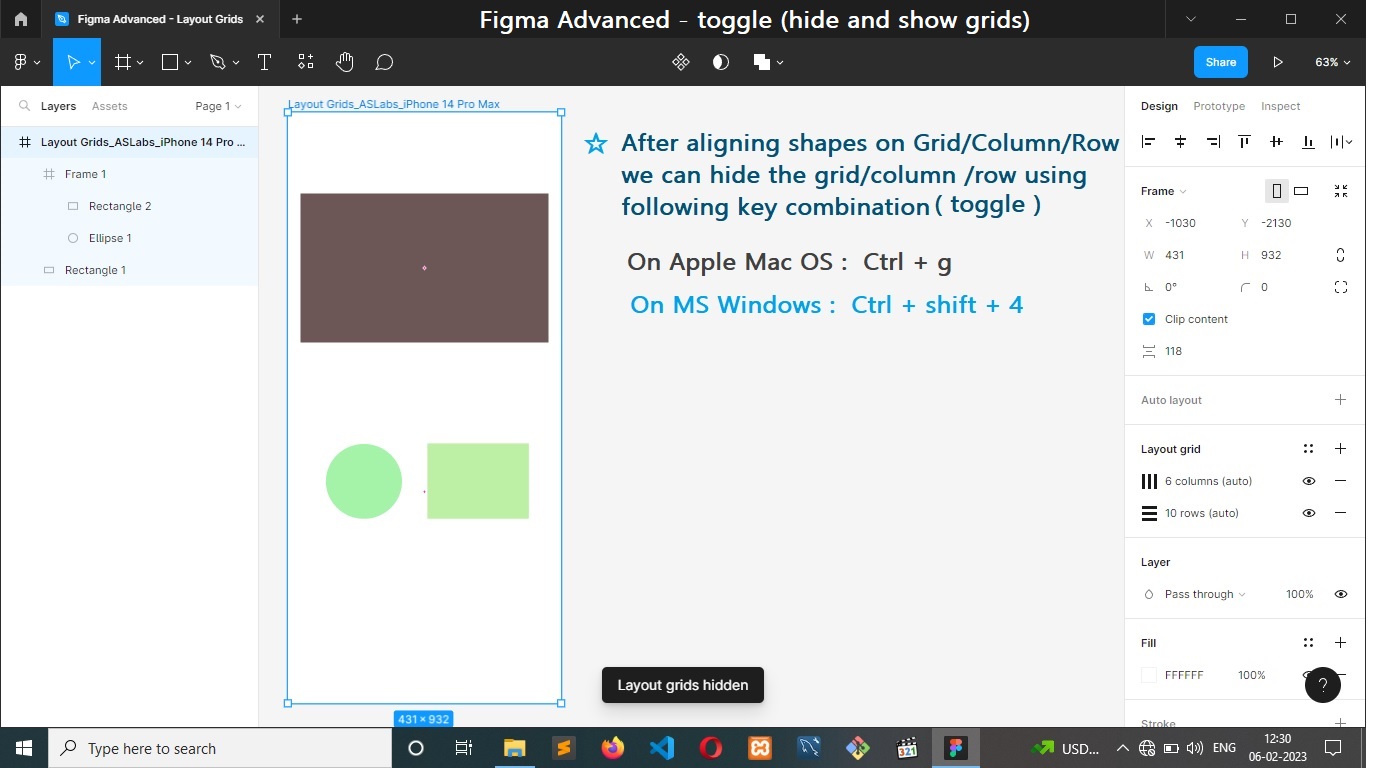 Figma Advanced - Layout Grids
Figma Advanced - toggle (hide and show grids)
Share
63%
Layers
Assets
Page 1
Design
Prototype
Inspect
Layout Grids_ASLabs_iPhone 14 Pro ...
Frame 1
Rectangle 2
Ellipse 1
Rectangle 1
Layout Grids_ASLabs_iPhone 14 Pro Max
431 × 932
After aligning shapes on Grid/Column/Row
we can hide the grid/column /row using
following key combination ( toggle )
On Apple Mac OS : Ctrl + g
On MS Windows : Ctrl + shift + 4
Layout grids hidden
Frame
X -1030
Y -2130
W 431
H 932
0°
0
Clip content
118
Auto layout
Layout grid
6 columns (auto)
10 rows (auto)
Layer
Pass through
100%
Fill
FFFFFF
100%
?
Stroke
Type here to search
321
USD...
ENG
12:30
06-02-2023